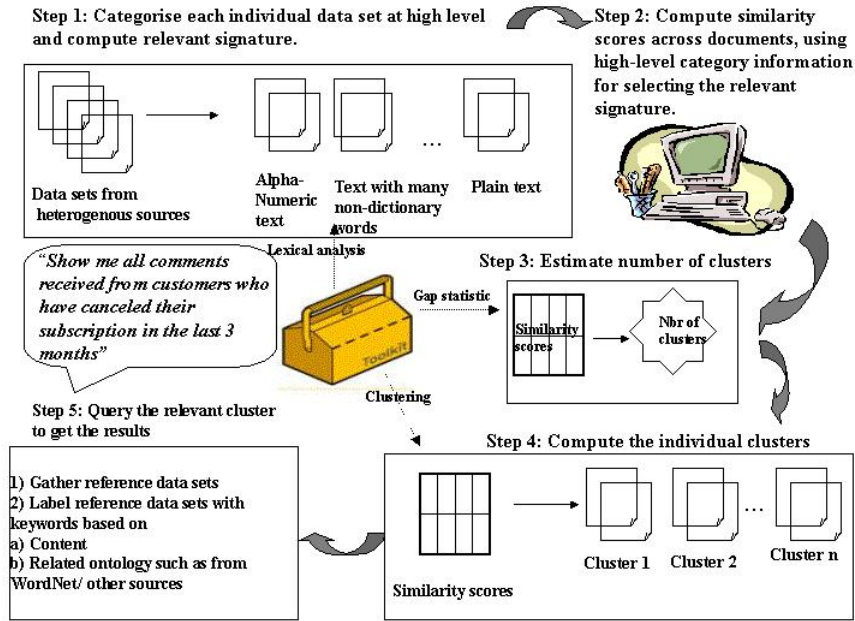 Step 1: Categorise each individual data set at high level
and compute relevant signature.
Step 2: Compute similarity
scores across documents, using
high-level category information
for selecting the relevant
signature.
Data sets from
heterogenous sources
Alpha-
Numeric
text
Text with many
non-dictionary
words
...
Plain text
Lexical analysis
“Show me all comments
received from customers who
have canceled their
subscription in the last 3
months”
Toolkit
Gap statistic
Clustering
Step 3: Estimate number of clusters
Similarity
scores
Nbr of
clusters
Step 4: Compute the individual clusters
Similarity scores
Cluster 1
Cluster 2
...
Cluster n
Step 5: Query the relevant cluster
to get the results
1) Gather reference data sets
2) Label reference data sets with
keywords based on
a) Content
b) Related ontology such as from
WordNet/ other sources